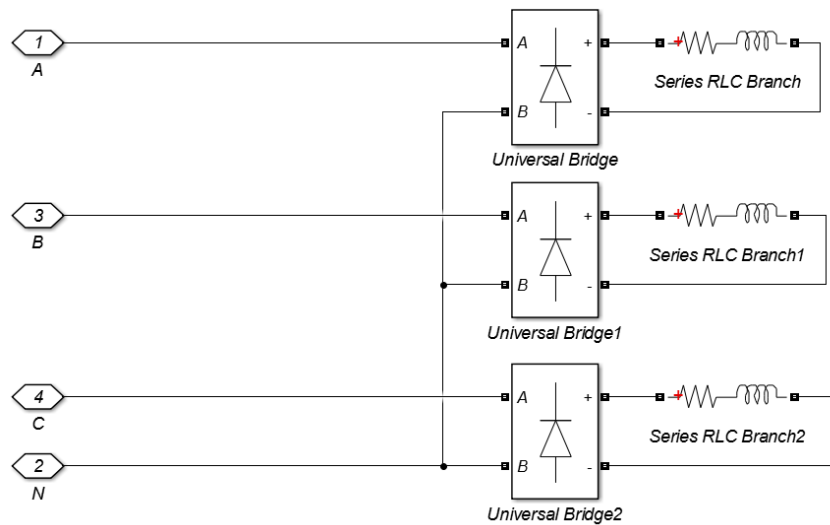 1
A
A
+
B
-
Series RLC Branch
Universal Bridge
3
B
A
+
B
-
Series RLC Branch1
Universal Bridge1
4
C
A
+
B
-
Series RLC Branch2
2
N
Universal Bridge2